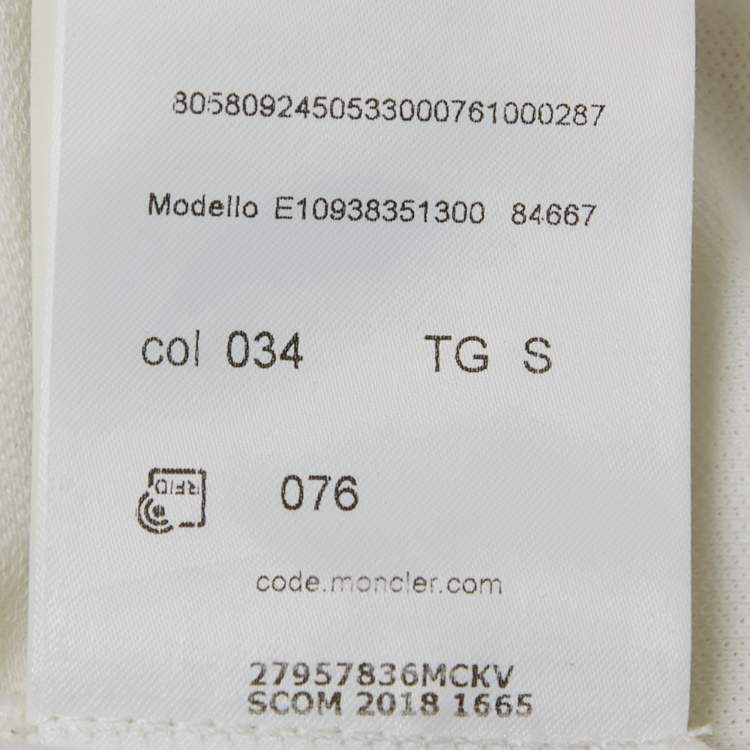 8058092450533000761000287
Modello E10938351300 84667
col 034 TG S
RFID 076
code.moncler.com
27957836MCKV
SCOM 2018 1665